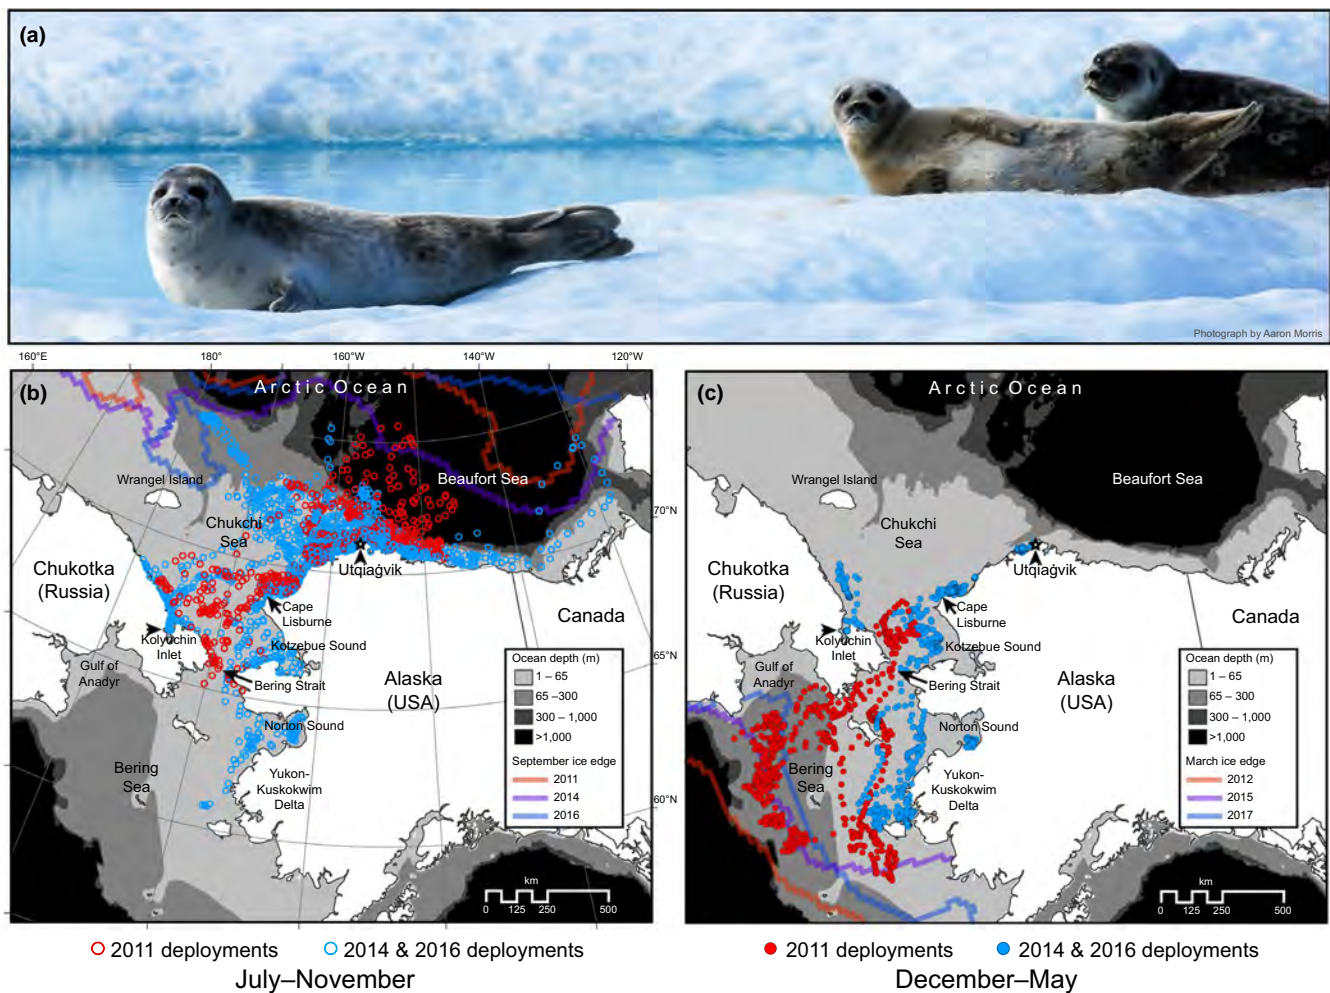 (a)
Photograph by Aaron Morris
160°E
180°
160°W
140°W
120°W
(b)
Arctic Ocean
Wrangel Island
Beaufort Sea
Chukchi
Sea
70°N
Utqiaġvik
Chukotka
(Russia)
Cape
Lisburne
Canada
Kolyuchin
Inlet
Kotzebue Sound
Gulf of
Anadyr
Bering Strait
65°N
Alaska
(USA)
Norton Sound
Bering
Sea
Yukon-
Kuskokwim
Delta
60°N
Ocean depth (m)
1 – 65
65 –300
300 – 1,000
>1,000
September ice edge
2011
2014
2016
km
0 125 250 500
2011 deployments
2014 & 2016 deployments
July–November
(c)
Arctic Ocean
Wrangel Island
Beaufort Sea
Chukchi
Sea
Utqiaġvik
Chukotka
(Russia)
Cape
Lisburne
Canada
Kolyuchin
Inlet
Kotzebue Sound
Gulf of
Anadyr
Bering Strait
Alaska
(USA)
Norton Sound
Bering
Sea
Yukon-
Kuskokwim
Delta
Ocean depth (m)
1 – 65
65 –300
300 – 1,000
>1,000
March ice edge
2012
2015
2017
km
0 125 250 500
2011 deployments
2014 & 2016 deployments
December–May